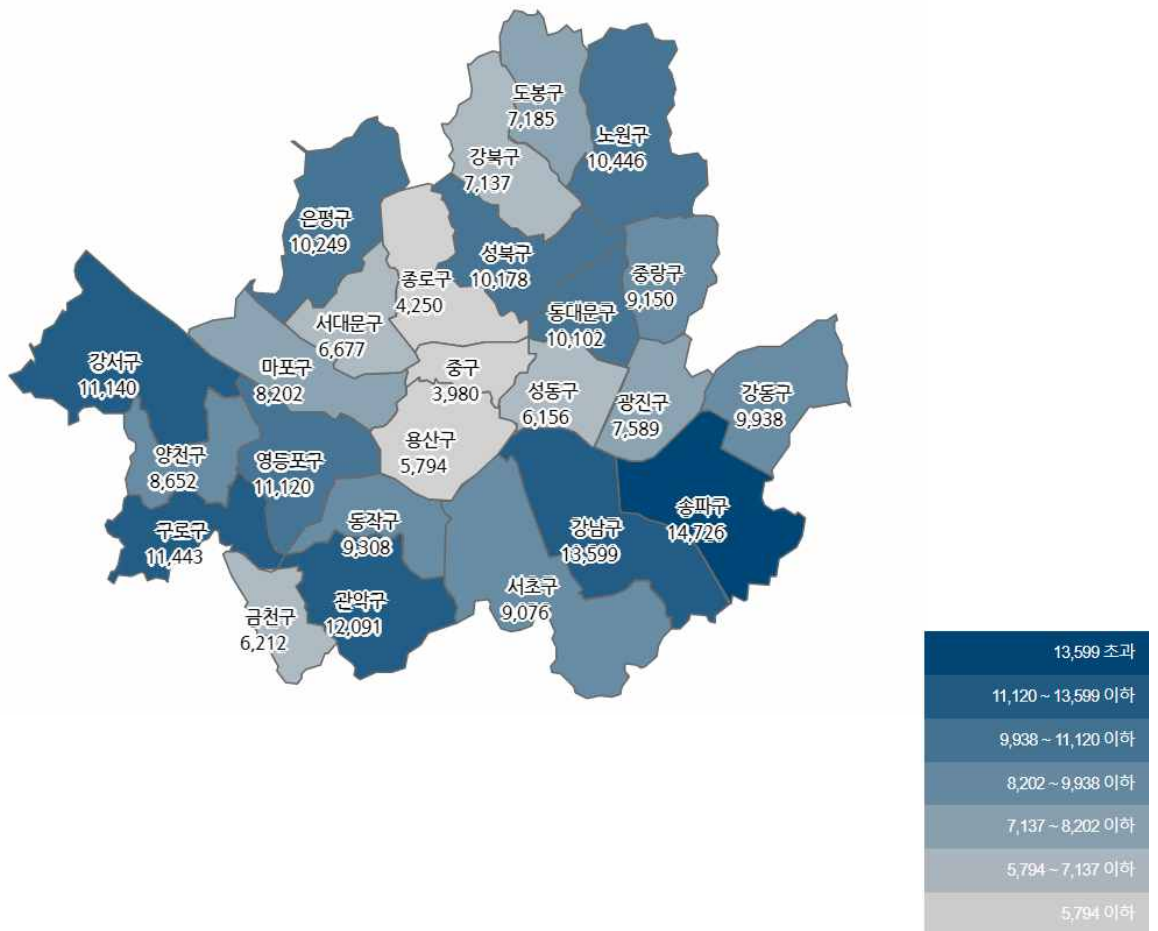 도봉구
7,185
노원구
10,446
강북구
7,137
은평구
10,249
성북구
10,178
종로구
4,250
중랑구
9,150
동대문구
10,102
서대문구
6,677
강서구
11,140
마포구
8,202
중구
3,980
성동구
6,156
광진구
7,589
강동구
9,938
양천구
8,652
영등포구
11,120
용산구
5,794
송파구
14,726
구로구
11,443
동작구
9,308
강남구
13,599
서초구
9,076
관악구
12,091
금천구
6,212
13,599 초과
11,120 ~ 13,599 이하
9,938 ~ 11,120 이하
8,202 ~ 9,938 이하
7,137 ~ 8,202 이하
5,794 ~ 7,137 이하
5,794 이하